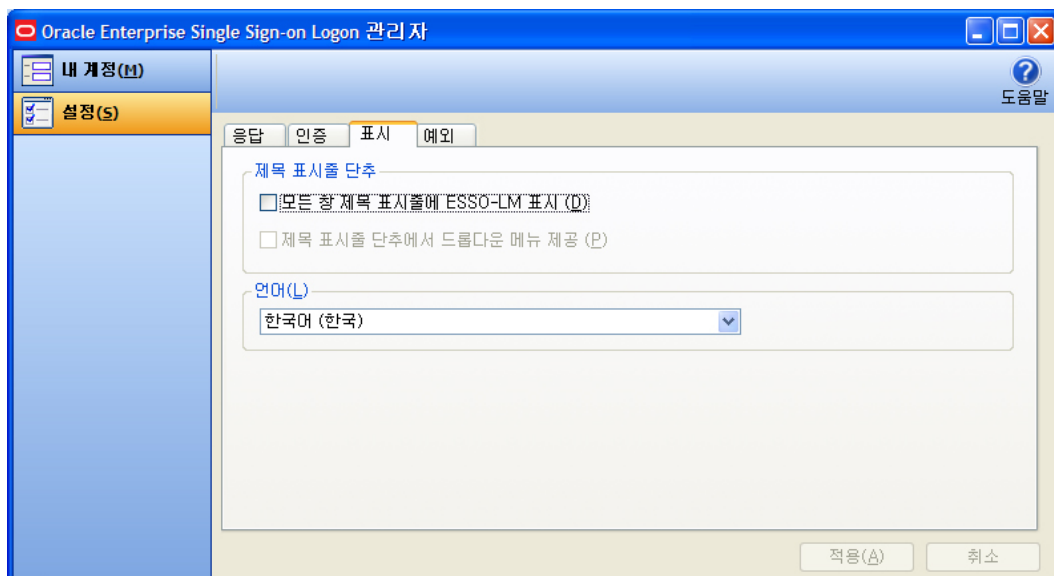 Oracle Enterprise Single Sign-on Logon 관리자
내 계정(M)
설정(S)
도움말
응답 인증 표시 예외
제목 표시줄 단추
모든 창 제목 표시줄에 ESSO-LM 표시 (D)
제목 표시줄 단추에서 드롭다운 메뉴 제공 (P)
언어(L)
한국어 (한국)
적용(A) 취소